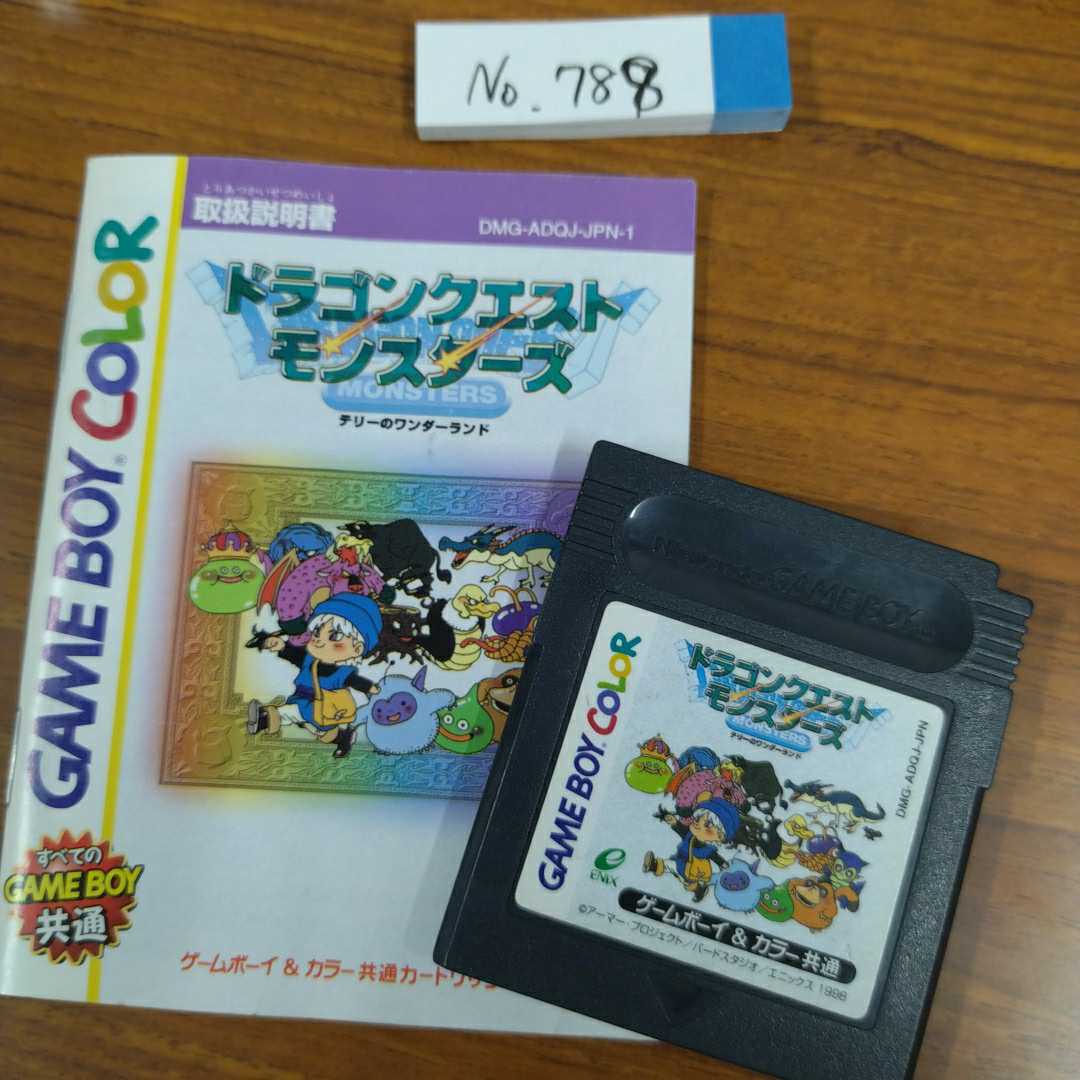 No. 788
とりあつかいせつめいしょ
取扱説明書
DMG-ADQJ-JPN-1
ドラゴンクエスト
モンスターズ
MONSTERS
テリーのワンダーランド
GAME BOY COLOR
すべての
GAME BOY
共通
ゲームボーイ & カラー共通カートリッジ
Nintendo GAME BOY
ドラゴンクエスト
モンスターズ
MONSTERS
テリーのワンダーランド
GAME BOY COLOR
DMG-ADQJ-JPN
ENIX
ゲームボーイ & カラー共通
©アーマー・プロジェクト/バードスタジオ/エニックス 1998